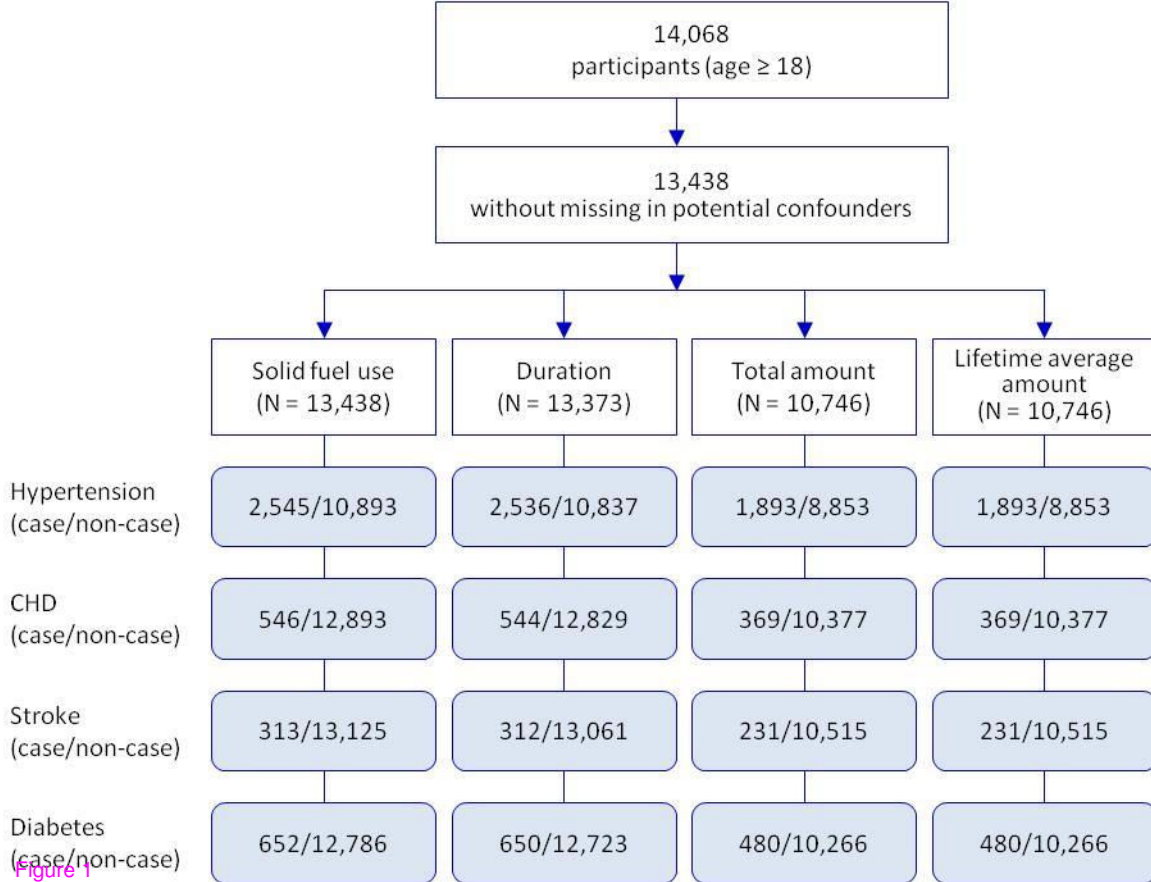 14,068
participants (age ≥ 18)
13,438
without missing in potential confounders
Solid fuel use
(N = 13,438)
Duration
(N = 13,373)
Total amount
(N = 10,746)
Lifetime average
amount
(N = 10,746)
Hypertension
(case/non-case)
2,545/10,893
2,536/10,837
1,893/8,853
1,893/8,853
CHD
(case/non-case)
546/12,893
544/12,829
369/10,377
369/10,377
Stroke
(case/non-case)
313/13,125
312/13,061
231/10,515
231/10,515
Diabetes
(case/non-case)
652/12,786
650/12,723
480/10,266
480/10,266
Figure 1